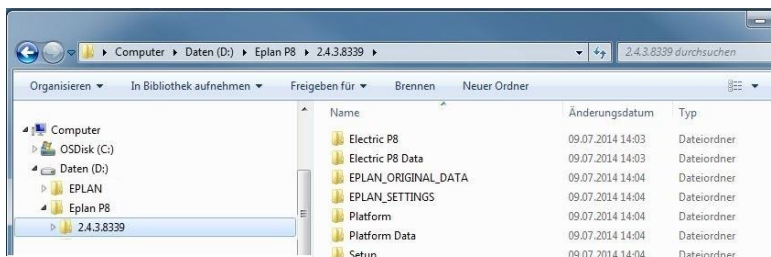 Computer ▸ Daten (D:) ▸ Eplan P8 ▸ 2.4.3.8339 ▸
2.4.3.8339 durchsuchen
Organisieren In Bibliothek aufnehmen Freigeben für Brennen Neuer Ordner
Name Änderungsdatum Typ
Computer
OSDisk (C:)
Daten (D:)
EPLAN
Eplan P8
2.4.3.8339
Electric P8 09.07.2014 14:03 Dateiordner
Electric P8 Data 09.07.2014 14:03 Dateiordner
EPLAN_ORIGINAL_DATA 09.07.2014 14:04 Dateiordner
EPLAN_SETTINGS 09.07.2014 14:04 Dateiordner
Platform 09.07.2014 14:04 Dateiordner
Platform Data 09.07.2014 14:04 Dateiordner
Setup 09.07.2014 14:04 Dateiordner